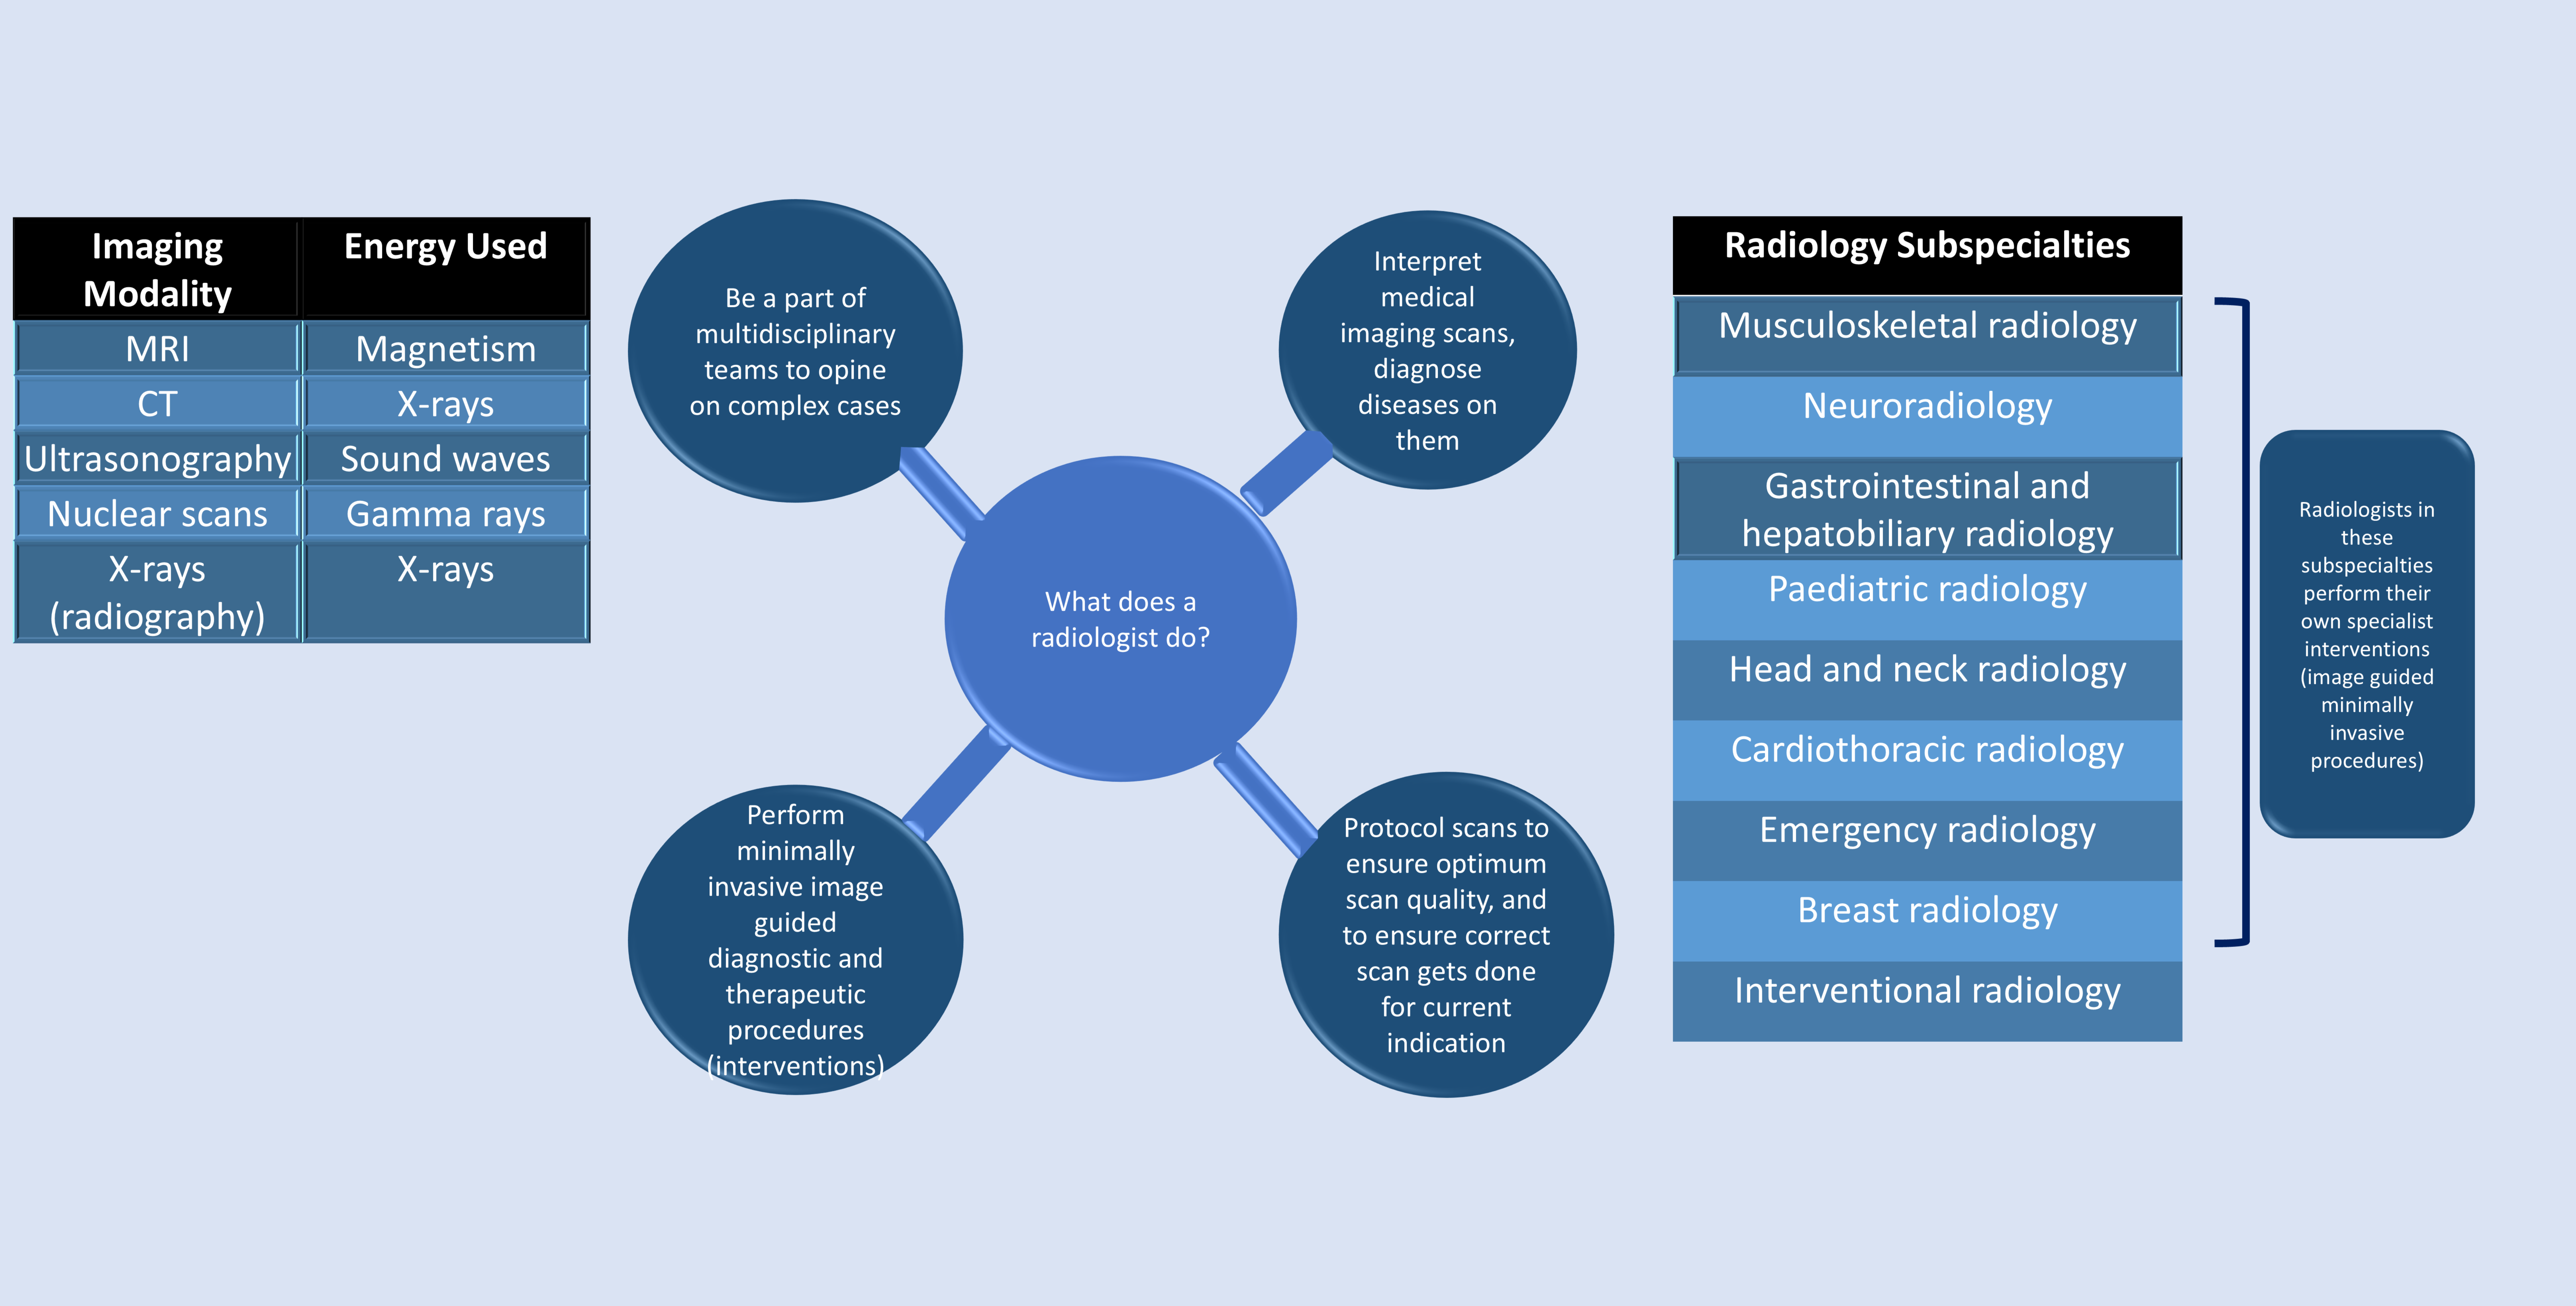 Imaging
Modality
Energy Used
MRI
Magnetism
CT
X-rays
Ultrasonography
Sound waves
Nuclear scans
Gamma rays
X-rays
(radiography)
X-rays
Be a part of
multidisciplinary
teams to opine
on complex cases
Interpret
medical
imaging scans,
diagnose
diseases on
them
What does a
radiologist do?
Perform
minimally
invasive image
guided
diagnostic and
therapeutic
procedures
(interventions)
Protocol scans to
ensure optimum
scan quality, and
to ensure correct
scan gets done
for current
indication
Radiology Subspecialties
Musculoskeletal radiology
Neuroradiology
Gastrointestinal and
hepatobiliary radiology
Paediatric radiology
Head and neck radiology
Cardiothoracic radiology
Emergency radiology
Breast radiology
Interventional radiology
Radiologists in
these
subspecialties
perform their
own specialist
interventions
(image guided
minimally
invasive
procedures)